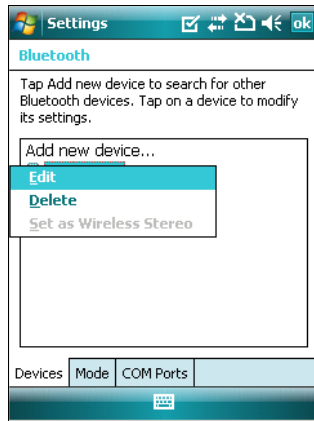 Settings
ok
Bluetooth
Tap Add new device to search for other
Bluetooth devices. Tap on a device to modify
its settings.
Add new device...
Edit
Delete
Set as Wireless Stereo
Devices Mode COM Ports